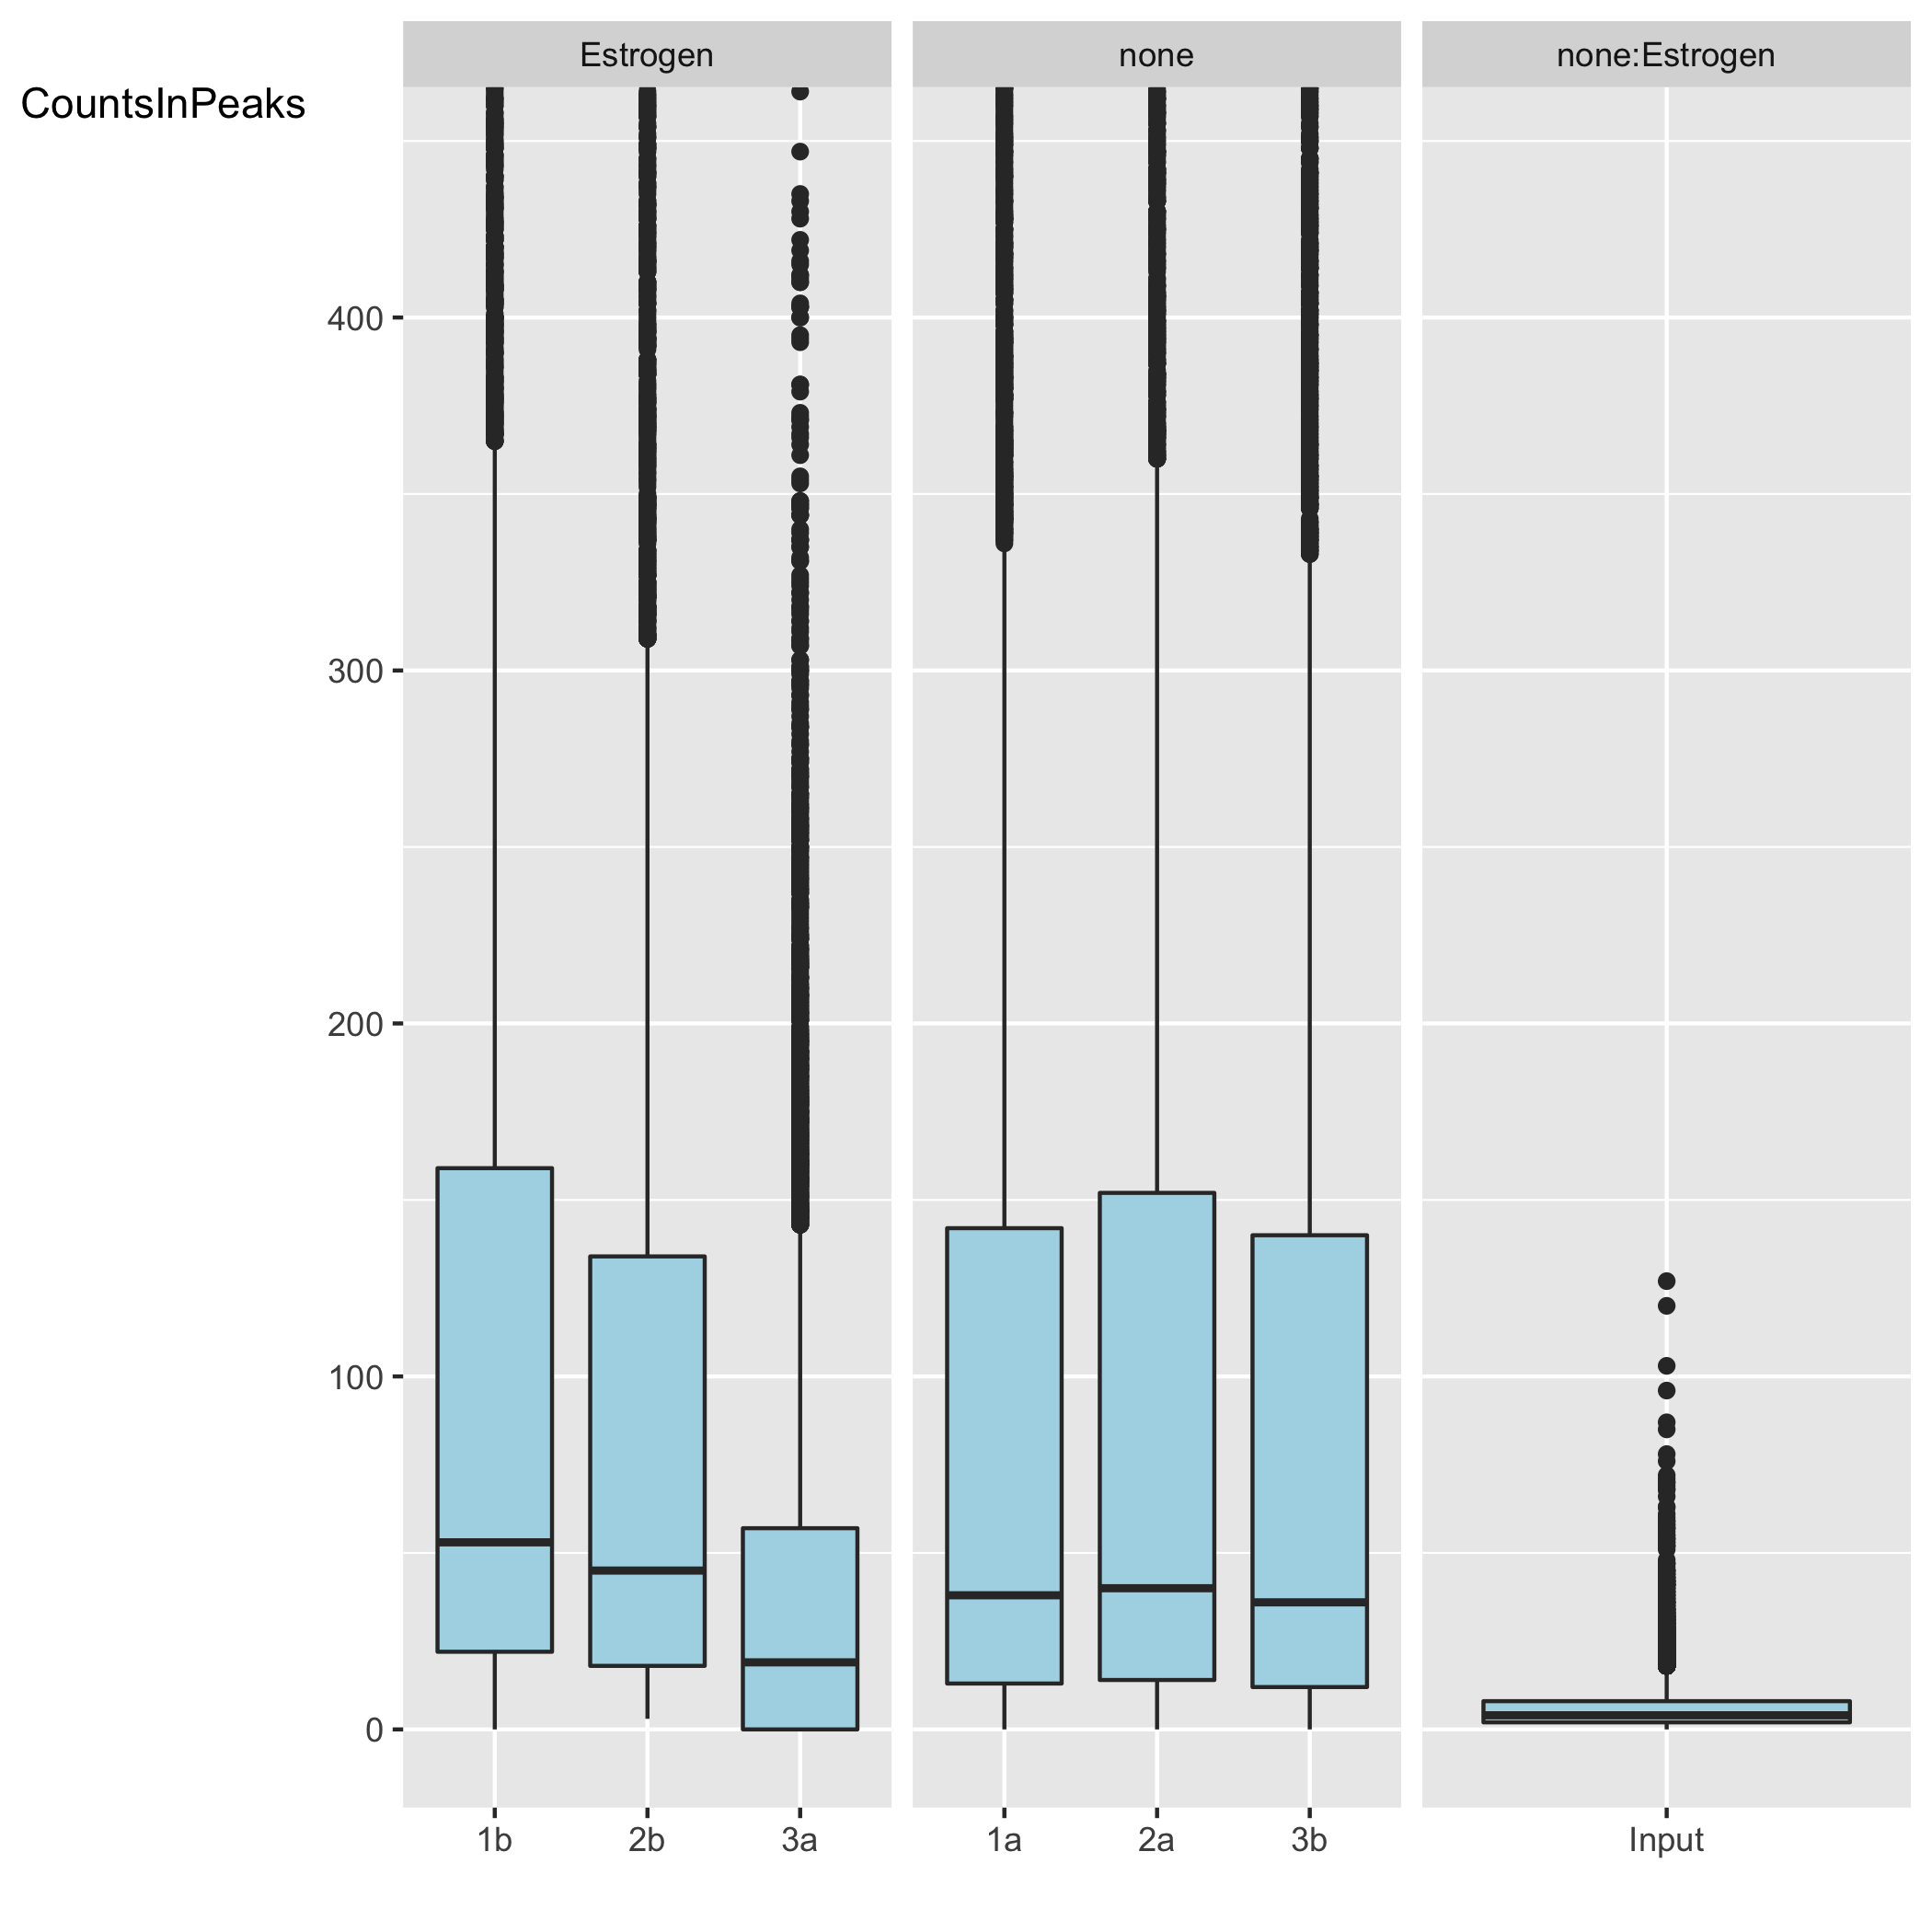 Estrogen none none:Estrogen
CountsInPeaks
400
300
200
100
0
1b 2b 3a 1a 2a 3b Input